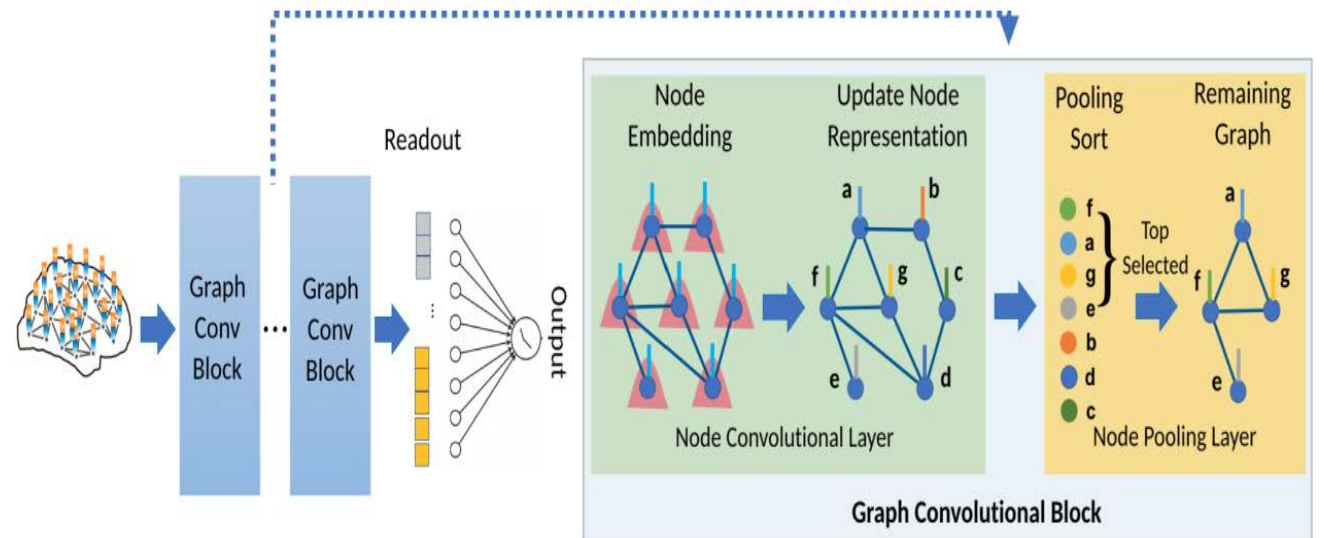 Readout
Graph
Conv
Block
...
Graph
Conv
Block
...
Output
Node
Embedding
Update Node
Representation
a
b
f
g
c
e
d
Node Convolutional Layer
Pooling
Sort
f
a
g
e
b
d
c
Top
Selected
Remaining
Graph
a
f
g
e
Node Pooling Layer
Graph Convolutional Block